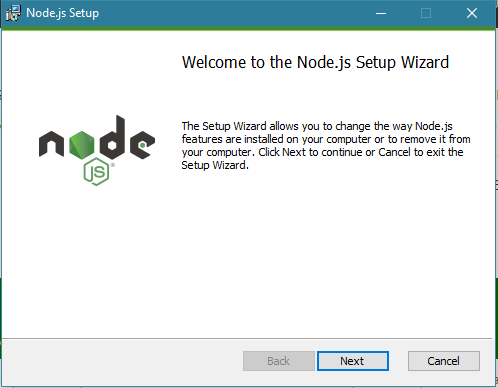 Node.js Setup
Welcome to the Node.js Setup Wizard
The Setup Wizard allows you to change the way Node.js
features are installed on your computer or to remove it from
your computer. Click Next to continue or Cancel to exit the
Setup Wizard.
node
JS
Back Next Cancel